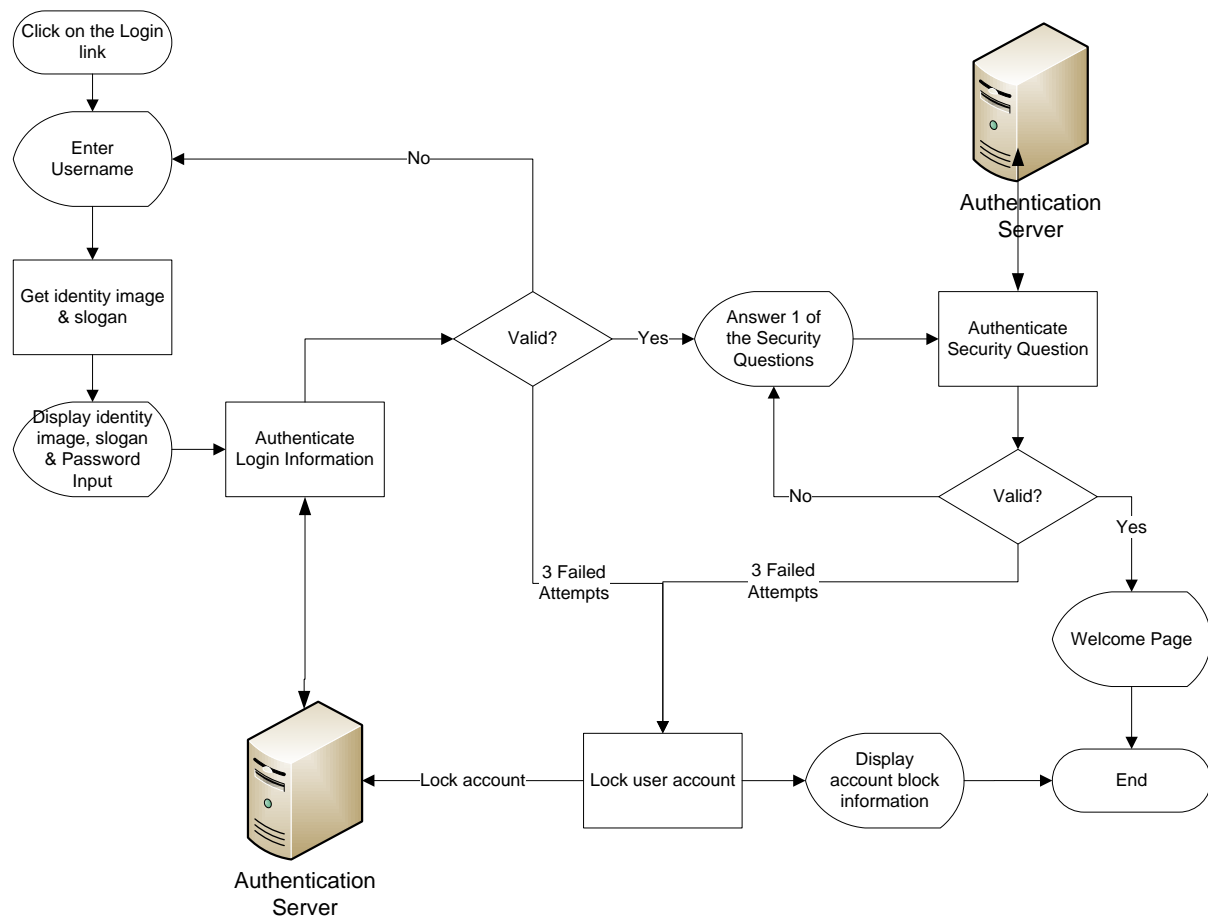 Click on the Login
link
Enter
Username
No
Get identity image
& slogan
Display identity
image, slogan
& Password
Input
Authenticate
Login Information
Valid?
Yes
Answer 1 of
the Security
Questions
Authentication
Server
Authenticate
Security Question
No
Valid?
Yes
3 Failed
Attempts
3 Failed
Attempts
Welcome Page
Lock account
Lock user account
Display
account block
information
End
Authentication
Server